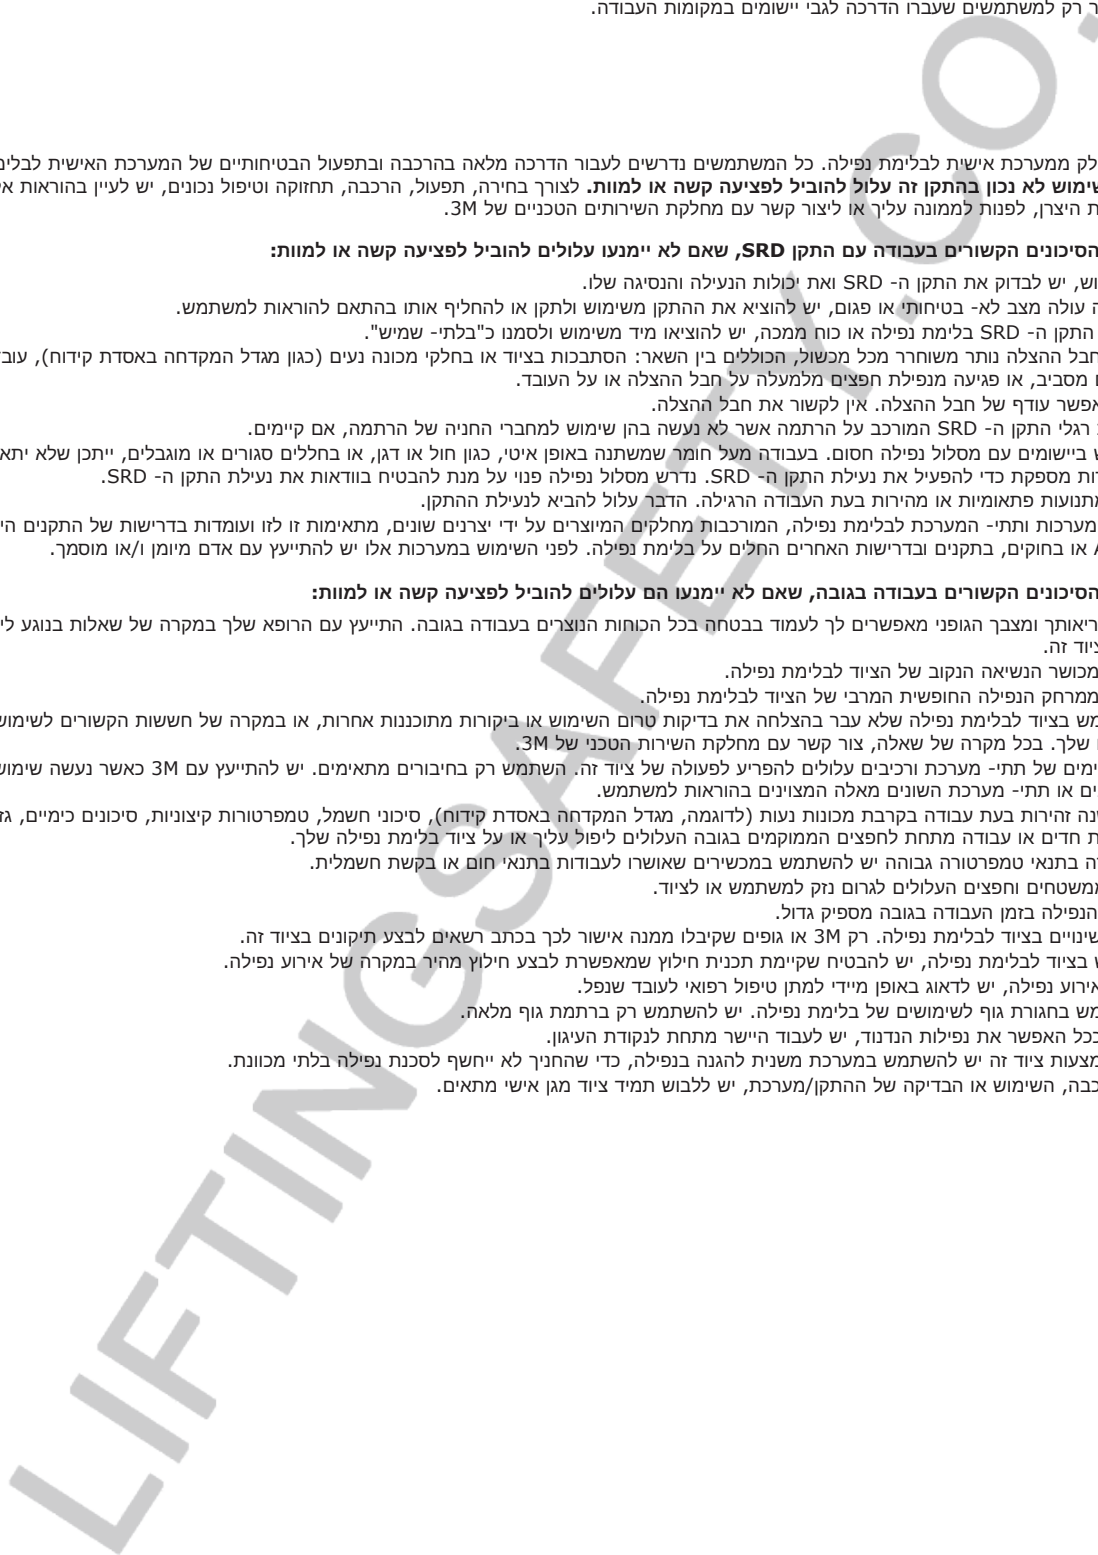 ר רק למשתמשים שעברו הדרכה לגבי יישומים במקומות העבודה.
לק ממערכת אישית לבלימת נפילה. כל המשתמשים נדרשים לעבור הדרכה מלאה בהרכבה ובתפעול הבטיחותיים של המערכת האישית לבלימ
שימוש לא נכון בהתקן זה עלול להוביל לפציעה קשה או למוות. לצורך בחירה, תפעול, הרכבה, תחזוקה וטיפול נכונים, יש לעיין בהוראות אל
ת היצרן, לפנות לממונה עליך או ליצור קשר עם מחלקת השירותים הטכניים של 3M.
הסיכונים הקשורים בעבודה עם התקן SRD, שאם לא יימנעו עלולים להוביל לפציעה קשה או למוות:
וש, יש לבדוק את התקן ה- SRD ואת יכולות הנעילה והנסיגה שלו.
ה עולה מצב לא- בטיחותי או פגום, יש להוציא את ההתקן משימוש ולתקן או להחליף אותו בהתאם להוראות למשתמש.
התקן ה- SRD בלימת נפילה או כוח ממכה, יש להוציאו מיד משימוש ולסמנו כ"בלתי- שמיש".
חבל ההצלה נותר משוחרר מכל מכשול, הכוללים בין השאר: הסתבכות בציוד או בחלקי מכונה נעים (כגון מגדל המקדחה באסדת קידוח), עובד
ם מסביב, או פגיעה מנפילת חפצים מלמעלה על חבל ההצלה או על העובד.
אפשר עודף של חבל ההצלה. אין לקשור את חבל ההצלה.
רגלי התקן ה- SRD המורכב על הרתמה אשר לא נעשה בהן שימוש למחברי החניה של הרתמה, אם קיימים.
ש ביישומים עם מסלול נפילה חסום. בעבודה מעל חומר שמשתנה באופן איטי, כגון חול או דגן, או בחללים סגורים או מוגבלים, ייתכן שלא יתא
רות מספקת כדי להפעיל את נעילת התקן ה- SRD. נדרש מסלול נפילה פנוי על מנת להבטיח בוודאות את נעילת התקן ה- SRD.
מתנועות פתאומיות או מהירות בעת העבודה הרגילה. הדבר עלול להביא לנעילת ההתקן.
מערכות ותתי- המערכת לבלימת נפילה, המורכבות מחלקים המיוצרים על ידי יצרנים שונים, מתאימות זו לזו ועומדות בדרישות של התקנים הי
A או בחוקים, בתקנים ובדרישות האחרים החלים על בלימת נפילה. לפני השימוש במערכות אלו יש להתייעץ עם אדם מיומן ו/או מוסמך.
הסיכונים הקשורים בעבודה בגובה, שאם לא יימנעו הם עלולים להוביל לפציעה קשה או למוות:
ריאותך ומצבך הגופני מאפשרים לך לעמוד בבטחה בכל הכוחות הנוצרים בעבודה בגובה. התייעץ עם הרופא שלך במקרה של שאלות בנוגע לי
ציוד זה.
מכושר הנשיאה הנקוב של הציוד לבלימת נפילה.
ממרחק הנפילה החופשית המרבי של הציוד לבלימת נפילה.
מש בציוד לבלימת נפילה שלא עבר בהצלחה את בדיקות טרום השימוש או ביקורות מתוכננות אחרות, או במקרה של חששות הקשורים לשימוש
ו שלך. בכל מקרה של שאלה, צור קשר עם מחלקת השירות הטכני של 3M.
ימים של תתי- מערכת ורכיבים עלולים להפריע לפעולה של ציוד זה. השתמש רק בחיבורים מתאימים. יש להתייעץ עם 3M כאשר נעשה שימוש
ים או תתי- מערכת השונים מאלה המצוינים בהוראות למשתמש.
שנה זהירות בעת עבודה בקרבת מכונות נעות (לדוגמה, מגדל המקדחה באסדת קידוח), סיכוני חשמל, טמפרטורות קיצוניות, סיכונים כימיים, גז
ת חדים או עבודה מתחת לחפצים הממוקמים בגובה העלולים ליפול עליך או על ציוד בלימת נפילה שלך.
דה בתנאי טמפרטורה גבוהה יש להשתמש במכשירים שאושרו לעבודות בתנאי חום או בקשת חשמלית.
ממשטחים וחפצים העלולים לגרום נזק למשתמש או לציוד.
הנפילה בזמן העבודה בגובה מספיק גדול.
שינויים בציוד לבלימת נפילה. רק 3M או גופים שקיבלו ממנה אישור לכך בכתב רשאים לבצע תיקונים בציוד זה.
ש בציוד לבלימת נפילה, יש להבטיח שקיימת תכנית חילוץ שמאפשרת לבצע חילוץ מהיר במקרה של אירוע נפילה.
אירוע נפילה, יש לדאוג באופן מיידי למתן טיפול רפואי לעובד שנפל.
מש בחגורת גוף לשימושים של בלימת נפילה. יש להשתמש רק ברתמת גוף מלאה.
ככל האפשר את נפילות הנדנוד, יש לעבוד היישר מתחת לנקודת העיגון.
מצעות ציוד זה יש להשתמש במערכת משנית להגנה בנפילה, כדי שהחניך לא ייחשף לסכנת נפילה בלתי מכוונת.
כבה, השימוש או הבדיקה של ההתקן/מערכת, יש ללבוש תמיד ציוד מגן אישי מתאים.
LIFTINGSAFETY.CO.